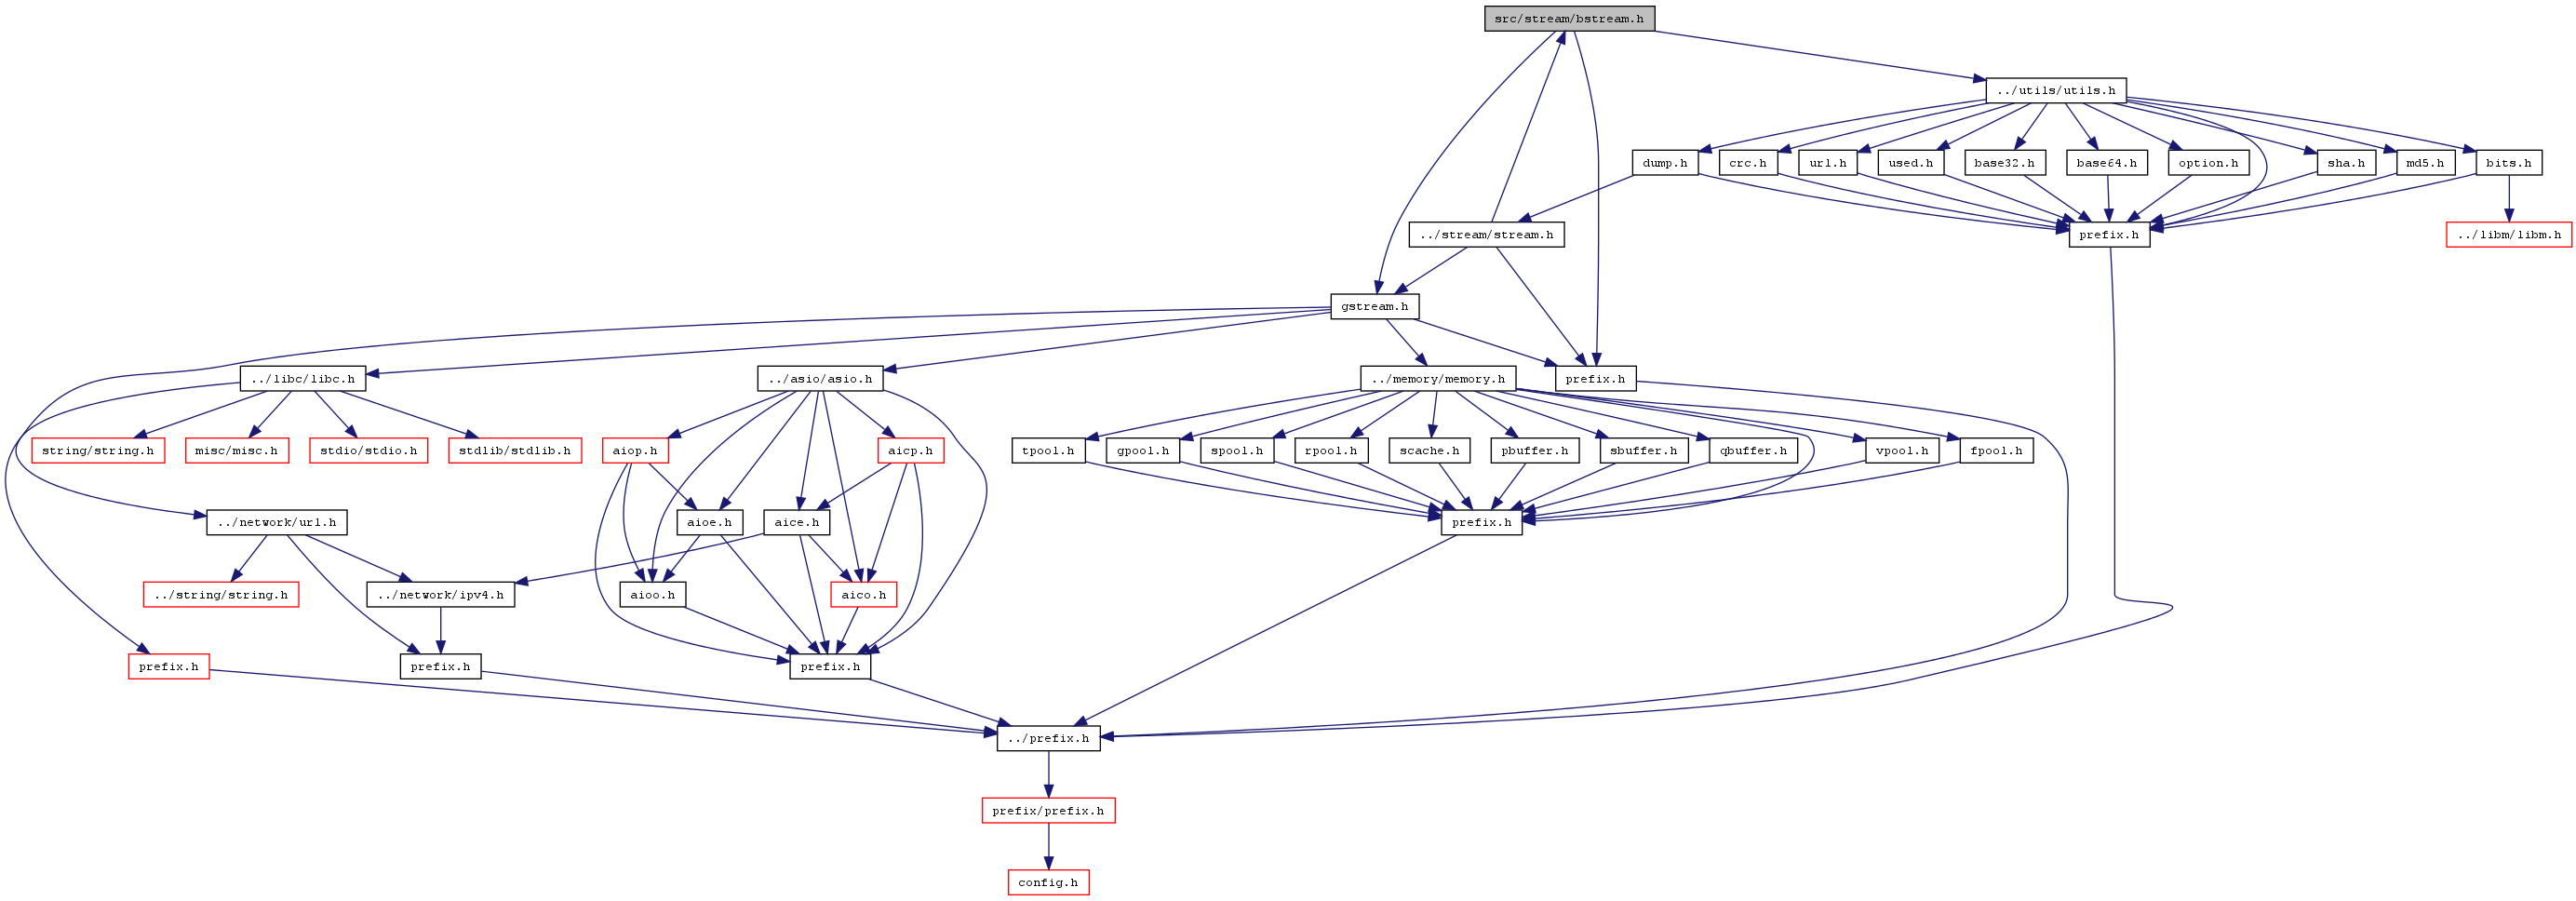 src/stream/bstream.h
../utils/utils.h
dump.h
crc.h
url.h
used.h
base32.h
base64.h
option.h
sha.h
md5.h
bits.h
../stream/stream.h
prefix.h
../libm/libm.h
gstream.h
../libc/libc.h
../asio/asio.h
../memory/memory.h
prefix.h
string/string.h
misc/misc.h
stdio/stdio.h
stdlib/stdlib.h
aiop.h
aicp.h
tpool.h
gpool.h
spool.h
rpool.h
scache.h
pbuffer.h
sbuffer.h
qbuffer.h
vpool.h
fpool.h
../network/url.h
aioe.h
aice.h
prefix.h
../string/string.h
../network/ipv4.h
aioo.h
aico.h
prefix.h
prefix.h
prefix.h
../prefix.h
prefix/prefix.h
config.h